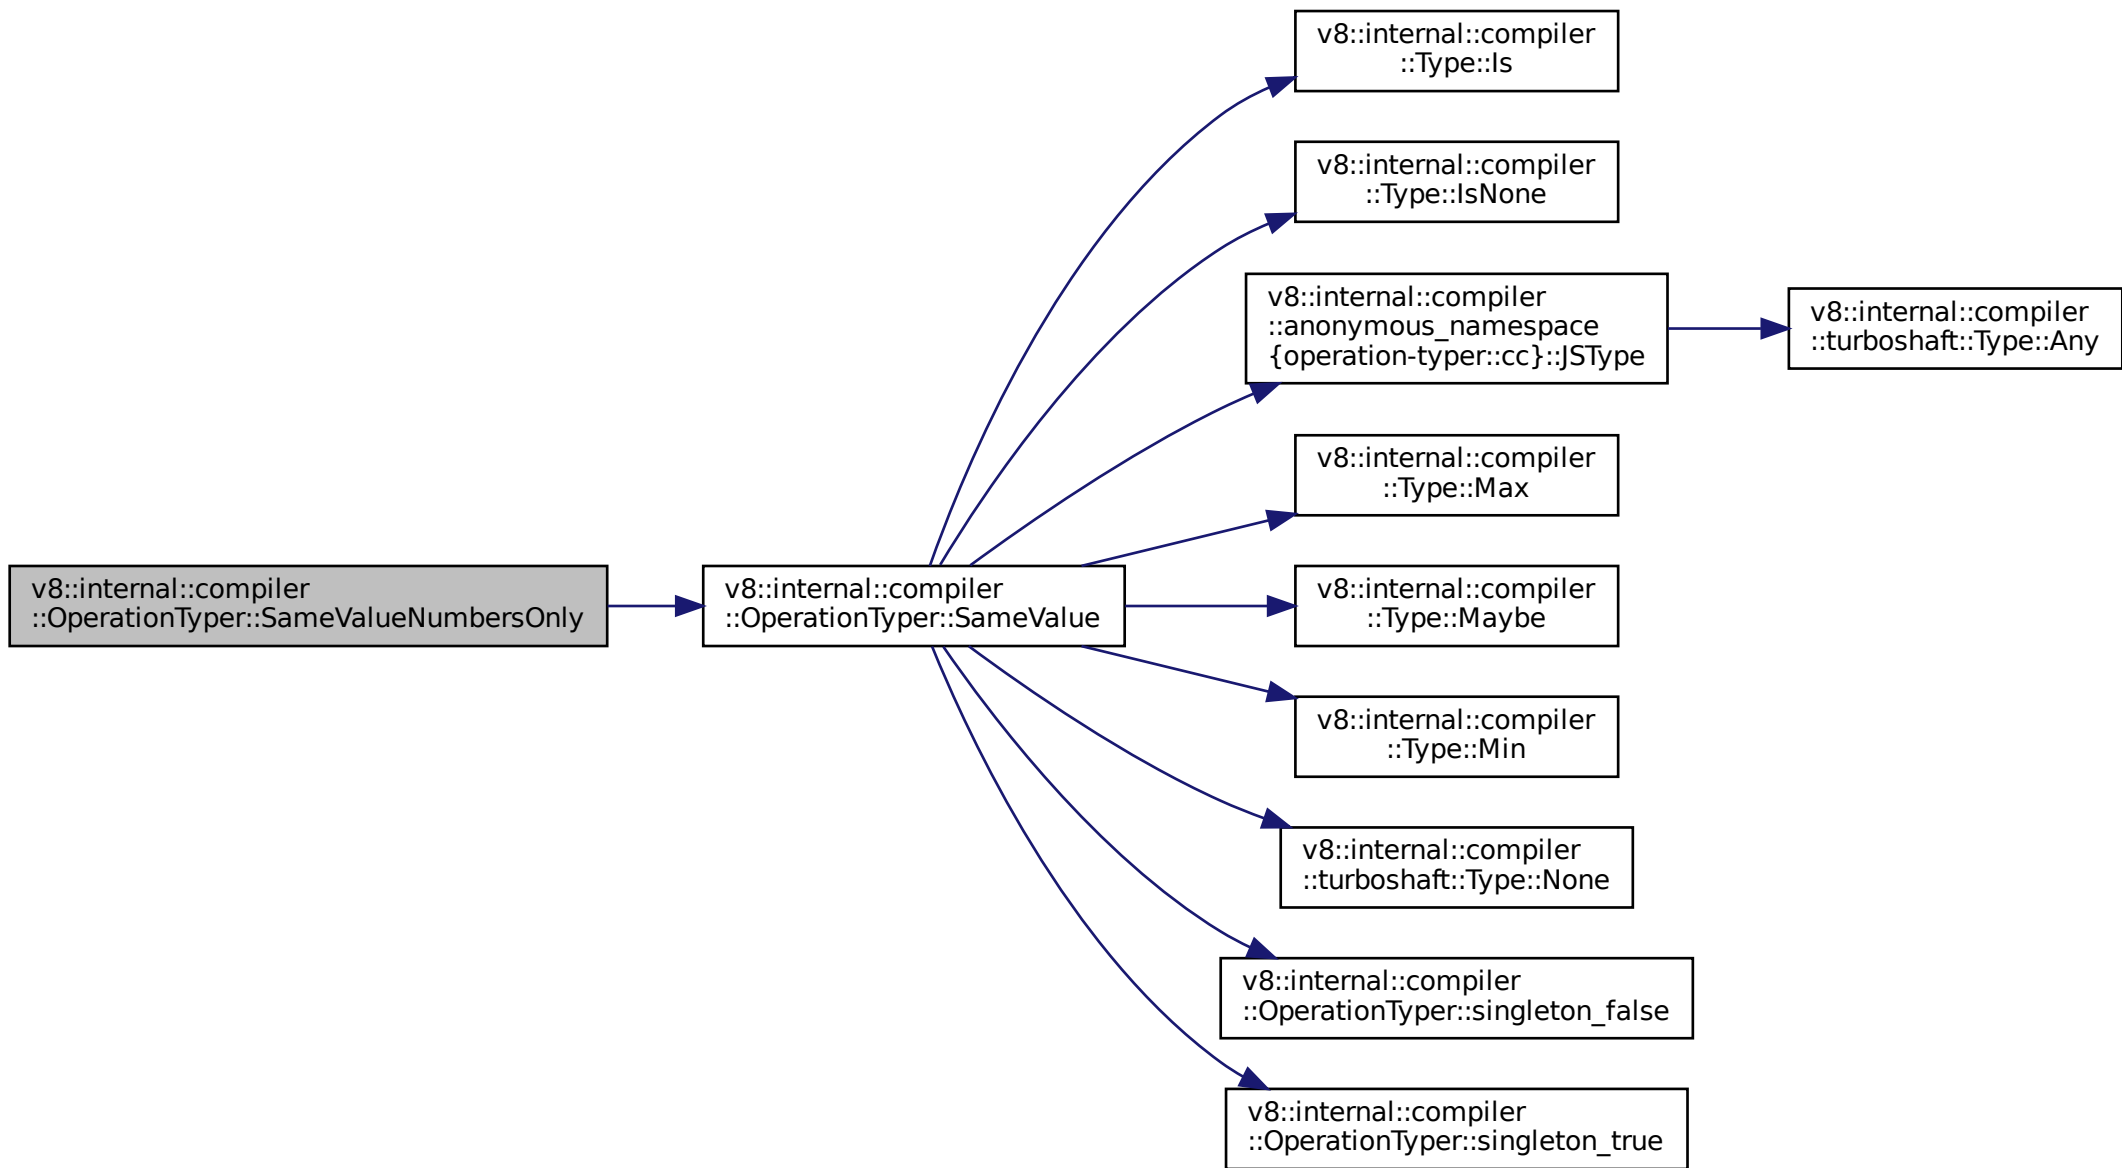 v8::internal::compiler
::OperationTyper::SameValueNumbersOnly
v8::internal::compiler
::OperationTyper::SameValue
v8::internal::compiler
::Type::Is
v8::internal::compiler
::Type::IsNone
v8::internal::compiler
::anonymous_namespace
{operation-typer::cc}::JSType
v8::internal::compiler
::turboshaft::Type::Any
v8::internal::compiler
::Type::Max
v8::internal::compiler
::Type::Maybe
v8::internal::compiler
::Type::Min
v8::internal::compiler
::turboshaft::Type::None
v8::internal::compiler
::OperationTyper::singleton_false
v8::internal::compiler
::OperationTyper::singleton_true